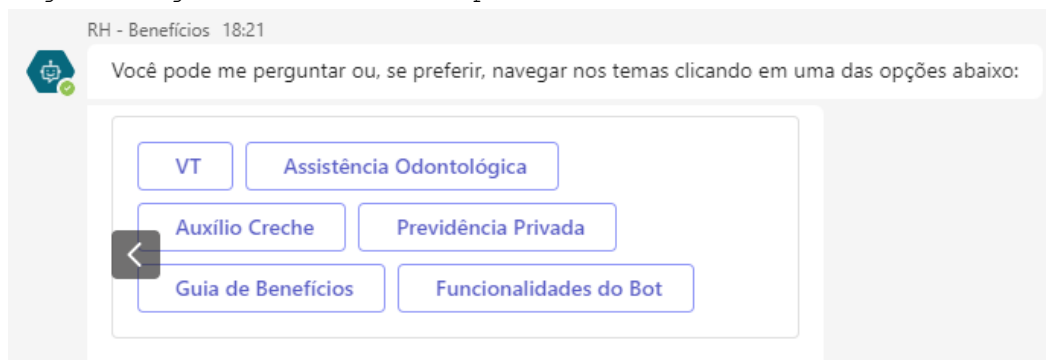 RH - Benefícios 18:21
Você pode me perguntar ou, se preferir, navegar nos temas clicando em uma das opções abaixo:
VT Assistência Odontológica
Auxílio Creche Previdência Privada
Guia de Benefícios Funcionalidades do Bot